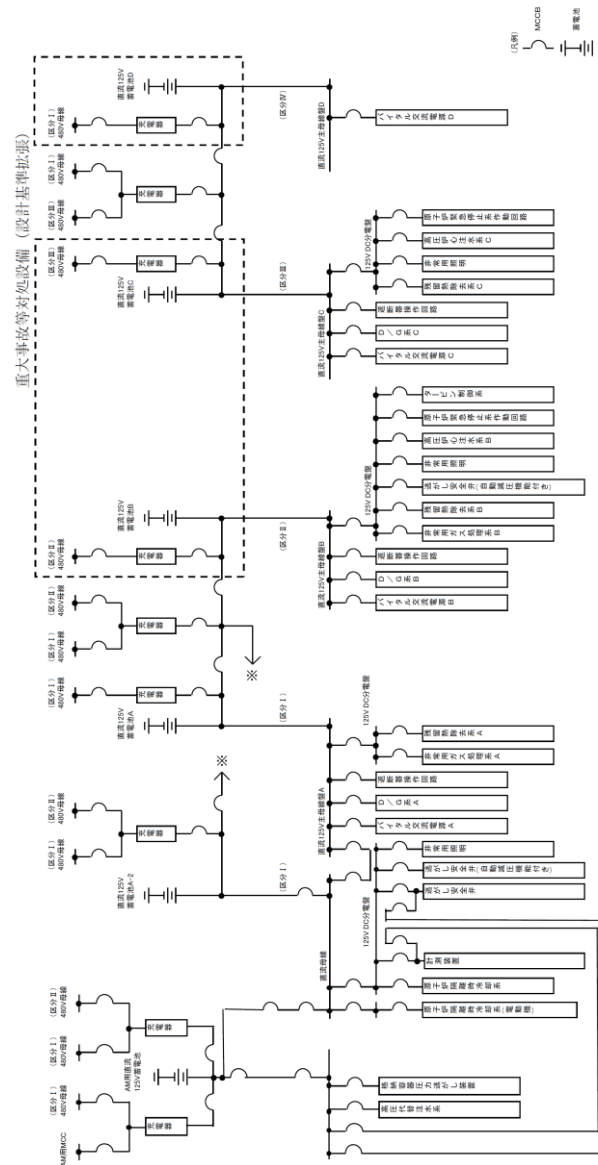 重大事故等対処設備（設計基準拡張）
AM用MCC
(区分Ⅰ)
480V母線
(区分Ⅰ)
480V母線
(区分Ⅱ)
480V母線
充電器
充電器
AM用直流
125V蓄電池
(区分Ⅰ)
480V母線
(区分Ⅱ)
480V母線
充電器
直流125V
蓄電池A-2
※
(区分Ⅰ)
直流125V
蓄電池A
(区分Ⅰ)
480V母線
充電器
(区分Ⅰ)
480V母線
(区分Ⅱ)
480V母線
充電器
※
(区分Ⅰ)
(区分Ⅱ)
480V母線
充電器
直流125V
蓄電池B
(区分Ⅱ)
直流125V
蓄電池C
(区分Ⅲ)
480V母線
充電器
(区分Ⅲ)
(区分Ⅲ)
480V母線
(区分Ⅰ)
480V母線
充電器
(区分Ⅰ)
480V母線
充電器
直流125V
蓄電池D
(区分Ⅳ)
高圧代替注水系
格納容器圧力逃がし装置
直流母線
125V DC分電盤
原子炉隔離時冷却系(電動機)
原子炉隔離時冷却系
計測装置
逃がし安全弁
逃がし安全弁(自動減圧機能付き)
非常用照明
直流125V主母線盤A
バイタル交流電源A
D/G系A
遮断器操作回路
125V DC分電盤
非常用ガス処理系A
残留熱除去系A
直流125V主母線盤B
バイタル交流電源B
D/G系B
遮断器操作回路
125V DC分電盤
非常用ガス処理系B
残留熱除去系B
逃がし安全弁(自動減圧機能付き)
非常用照明
高圧炉心注水系B
原子炉緊急停止系作動回路
タービン制御系
直流125V主母線盤C
バイタル交流電源C
D/G系C
遮断器操作回路
125V DC分電盤
残留熱除去系C
非常用照明
高圧炉心注水系C
原子炉緊急停止系作動回路
直流125V主母線盤D
バイタル交流電源D
(凡例)
MCCB
蓄電池